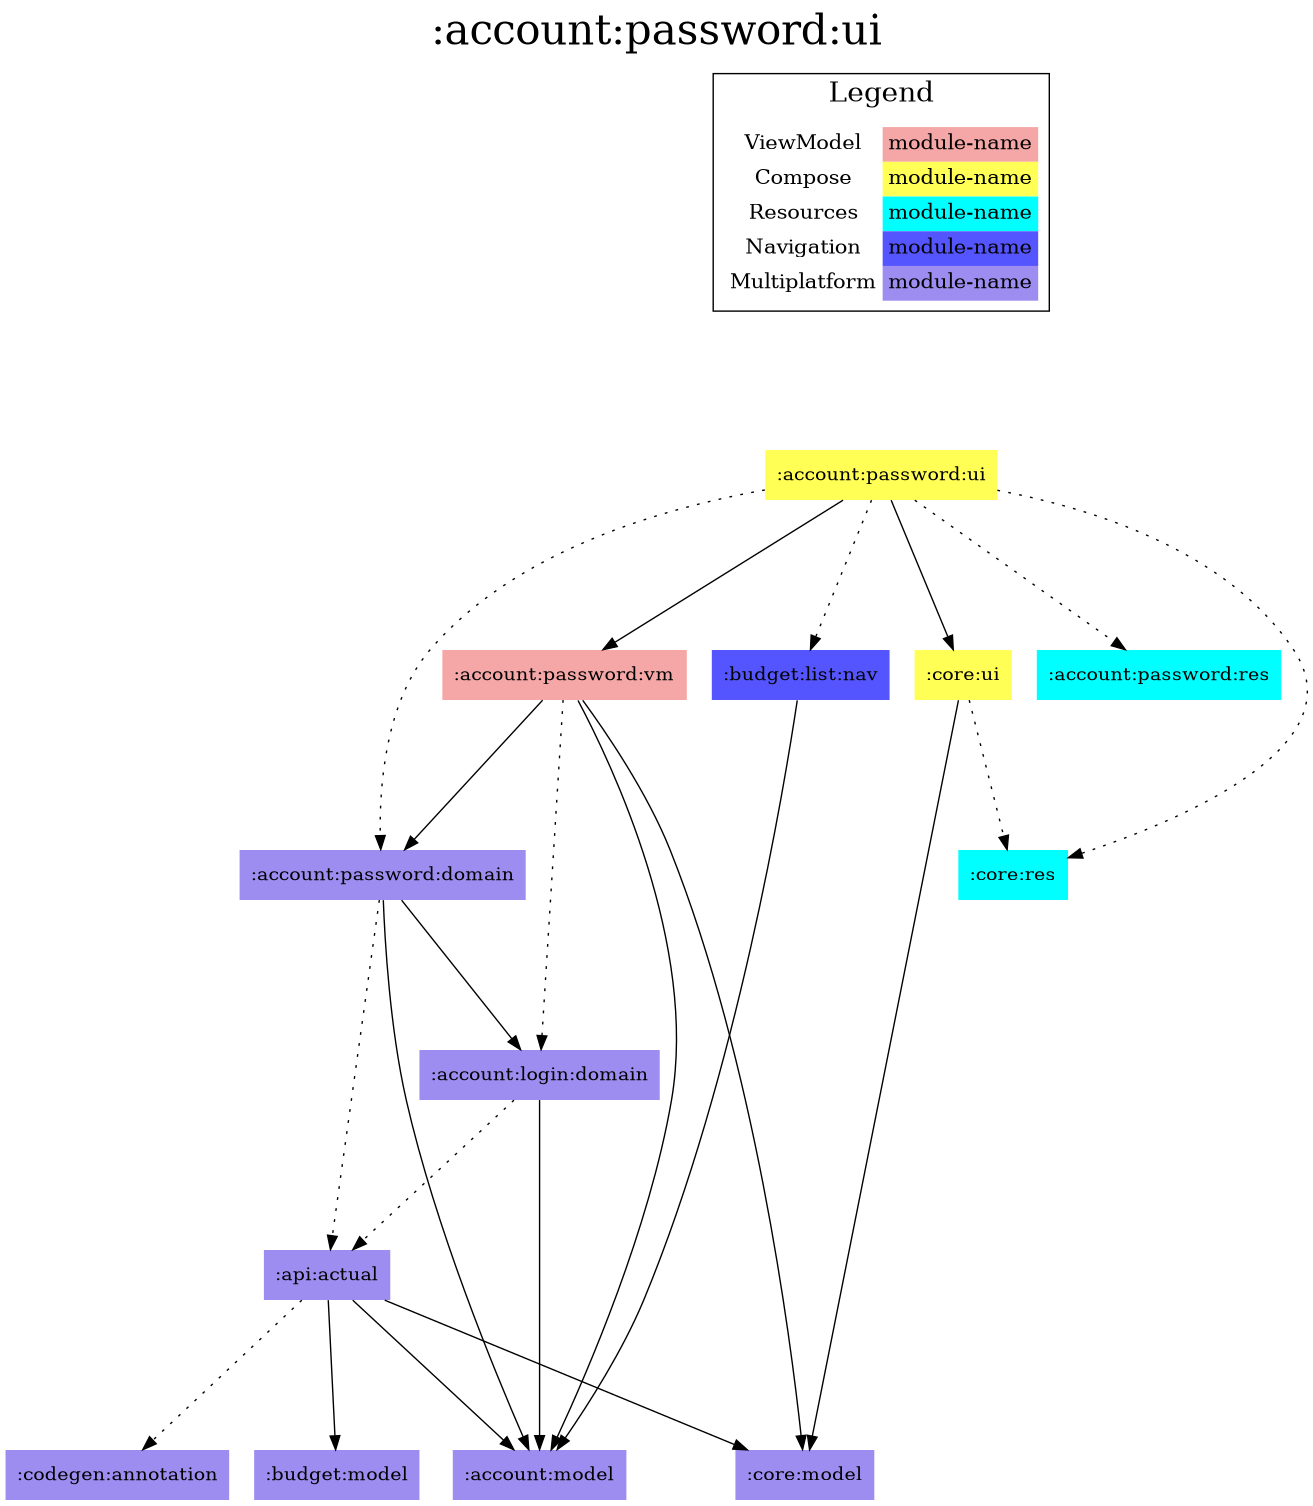 :account:password:ui
Legend
ViewModel module-name
Compose module-name
Resources module-name
Navigation module-name
Multiplatform module-name
:account:password:ui
:account:password:vm
:budget:list:nav
:core:ui
:account:password:res
:account:password:domain
:core:res
:account:login:domain
:api:actual
:codegen:annotation
:budget:model
:account:model
:core:model